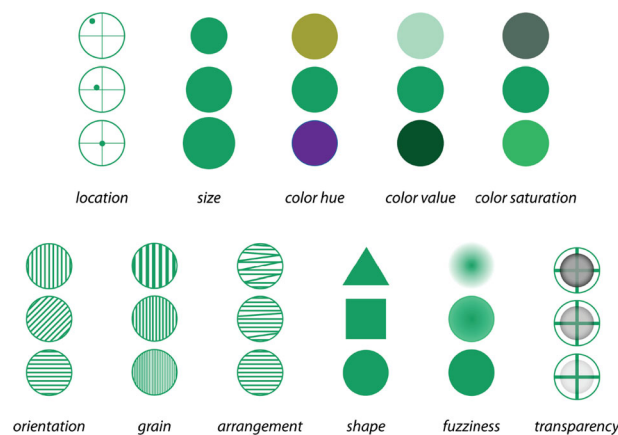 location size color hue color value color saturation
orientation grain arrangement shape fuzziness transparency